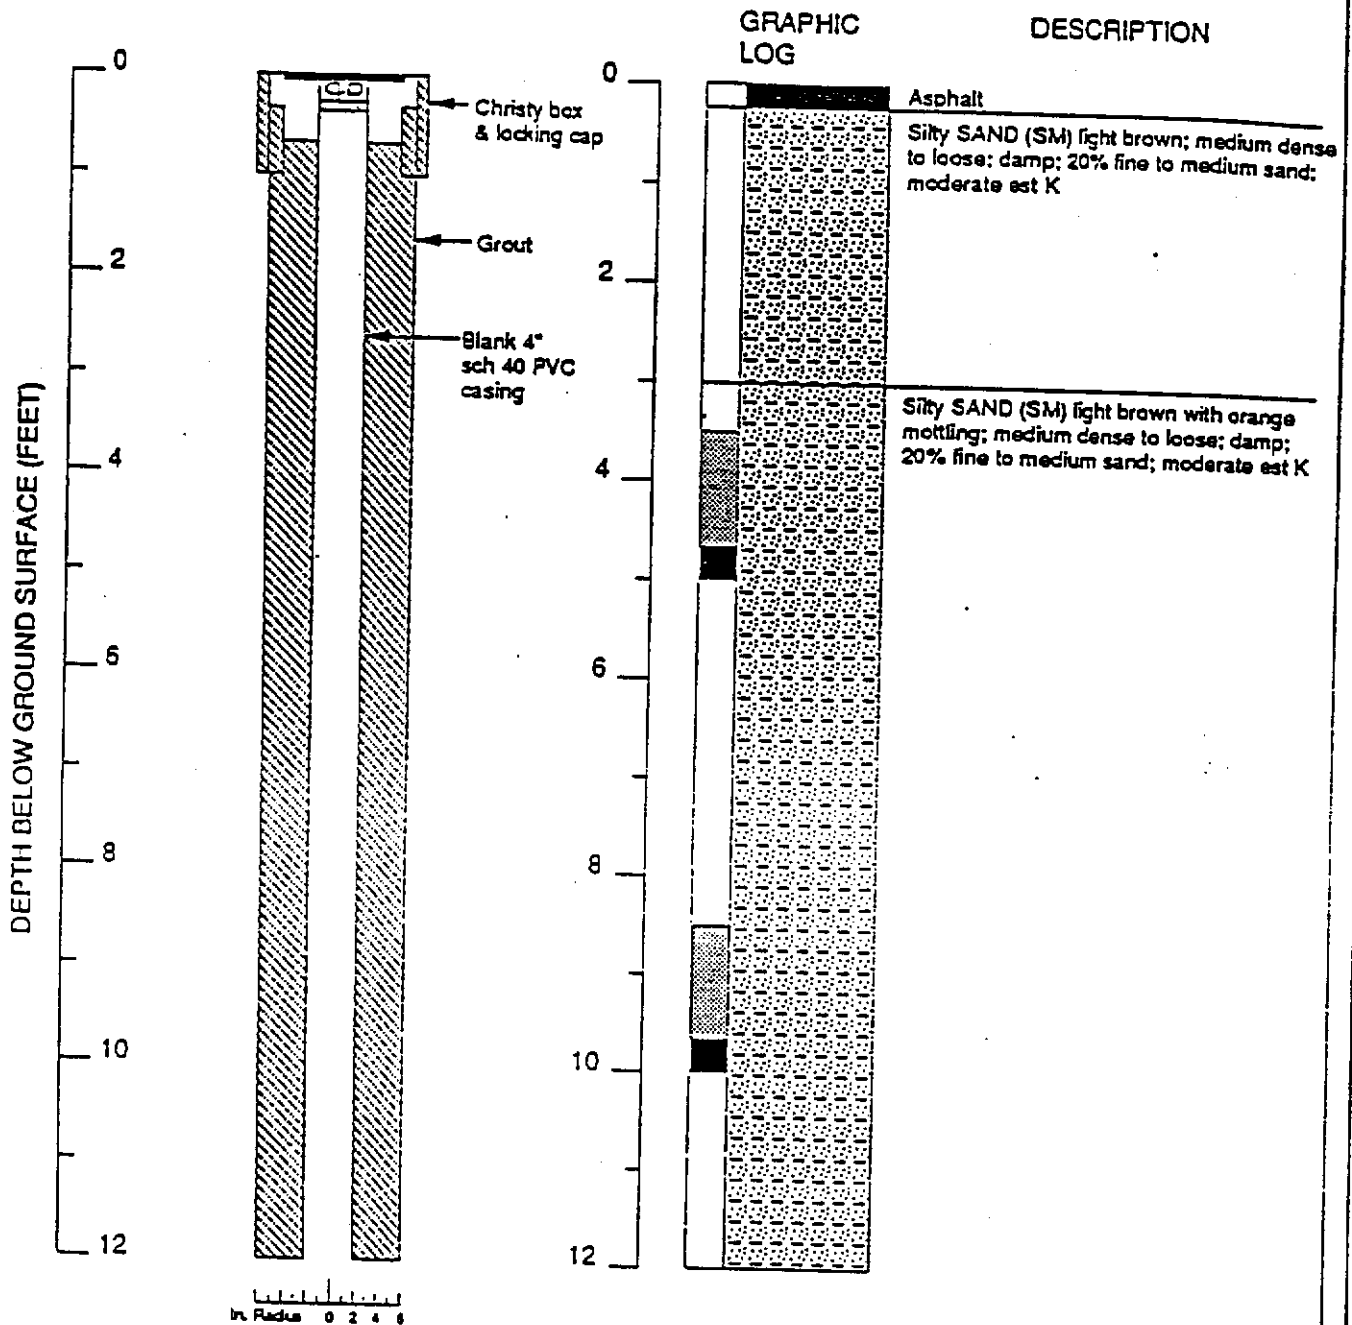 GRAPHIC
LOG
DESCRIPTION
DEPTH BELOW GROUND SURFACE (FEET)
0
2
4
6
8
10
12
Christy box
& locking cap
Grout
Blank 4"
sch 40 PVC
casing
In. Radius 0 2 4 6
0
2
4
6
8
10
12
Asphalt
Silty SAND (SM) light brown; medium dense
to loose; damp; 20% fine to medium sand;
moderate est K
Silty SAND (SM) light brown with orange
mottling; medium dense to loose; damp;
20% fine to medium sand; moderate est K